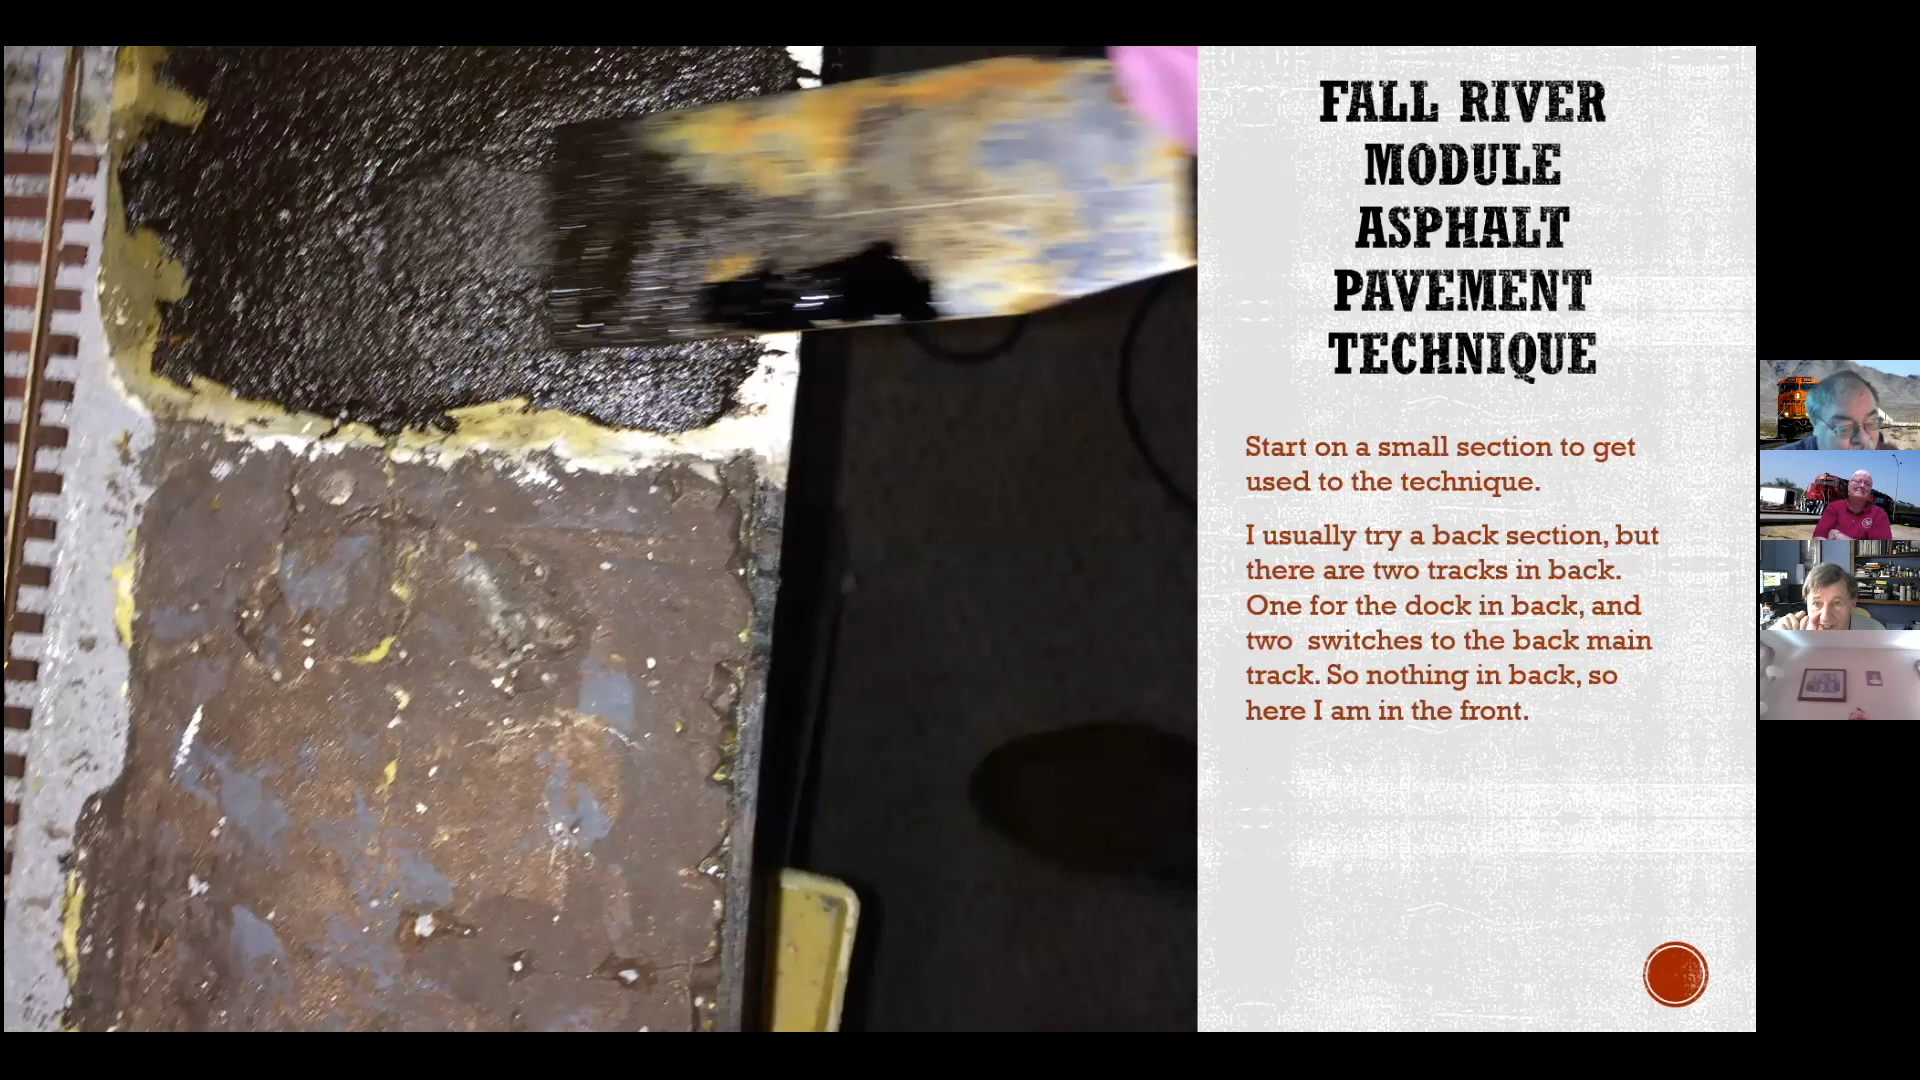 FALL RIVER
MODULE
ASPHALT
PAVEMENT
TECHNIQUE
Start on a small section to get
used to the technique.
I usually try a back section, but
there are two tracks in back.
One for the dock in back, and
two  switches to the back main
track. So nothing in back, so
here I am in the front.